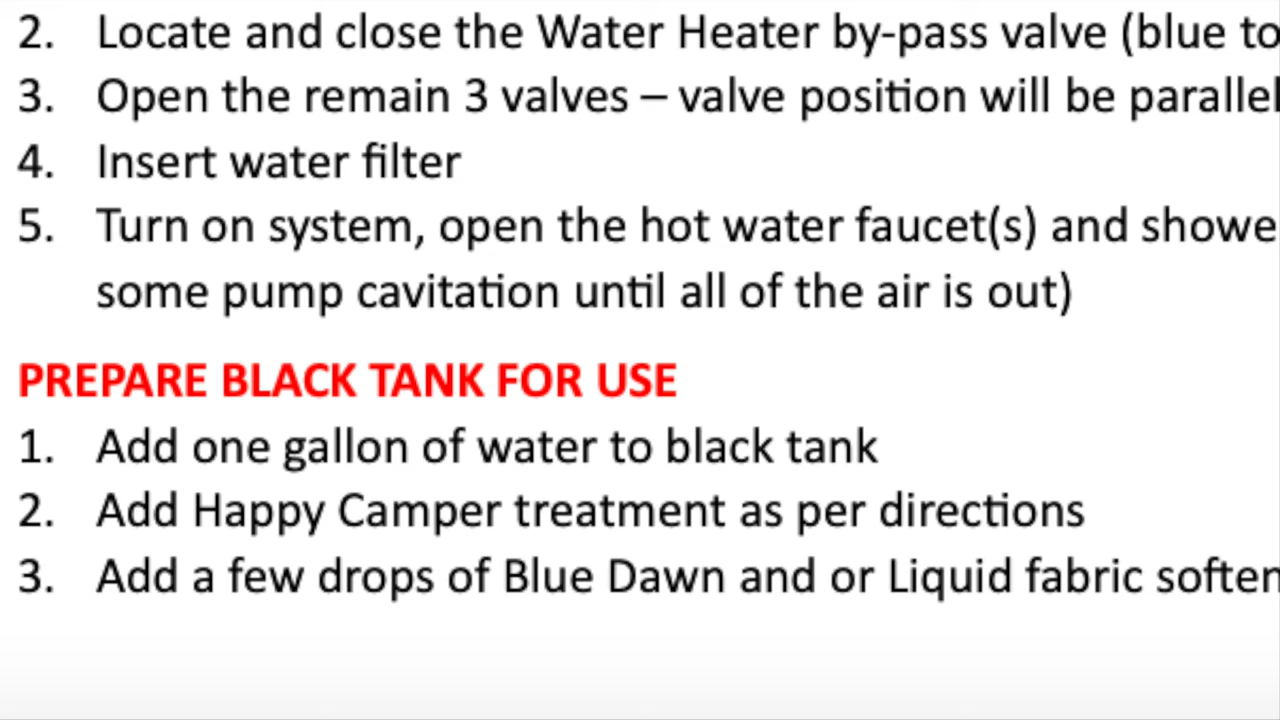 2. Locate and close the Water Heater by-pass valve (blue to
3. Open the remain 3 valves – valve position will be parallel
4. Insert water filter
5. Turn on system, open the hot water faucet(s) and showe
some pump cavitation until all of the air is out)
PREPARE BLACK TANK FOR USE
1. Add one gallon of water to black tank
2. Add Happy Camper treatment as per directions
3. Add a few drops of Blue Dawn and or Liquid fabric soften